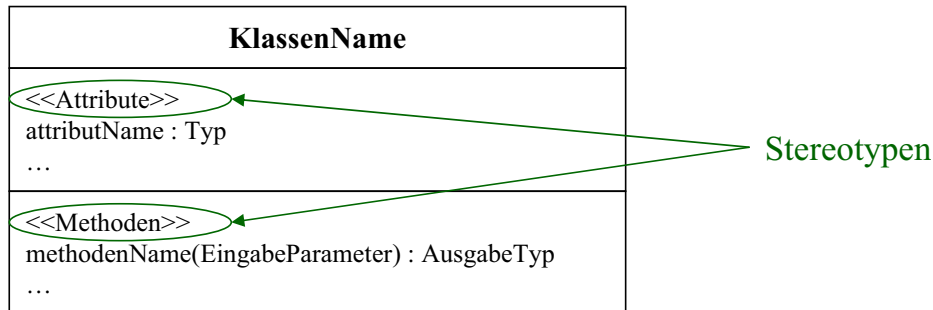 KlassenName
<<Attribute>>
attributName : Typ
…
Stereotypen
<<Methoden>>
methodenName(EingabeParameter) : AusgabeTyp
…